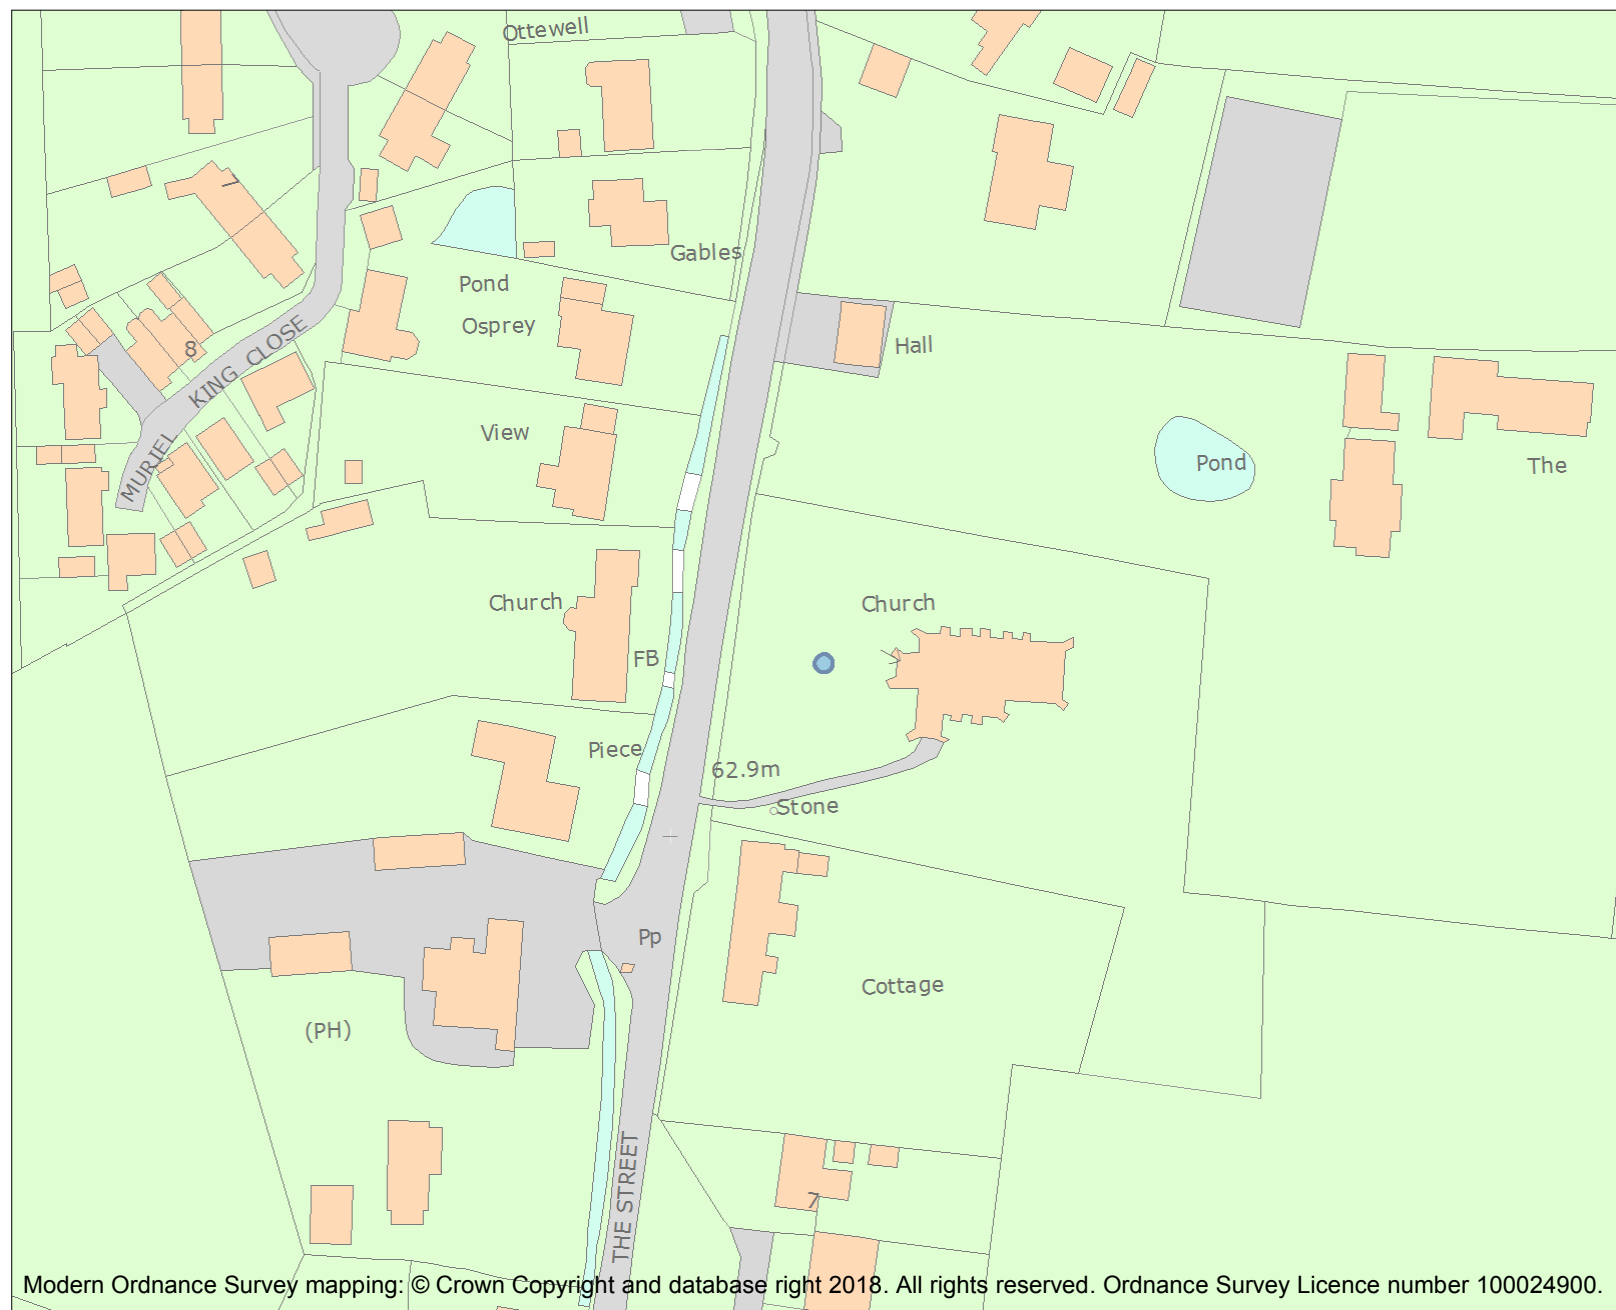 Ottewell
7
Gables
Pond
Osprey
8
Hall
MURIEL KING CLOSE
View
Pond
The
Church
Church
FB
Piece
62.9m
Stone
Pp
Cottage
(PH)
THE STREET
7
Modern Ordnance Survey mapping: © Crown Copyright and database right 2018. All rights reserved. Ordnance Survey Licence number 100024900.